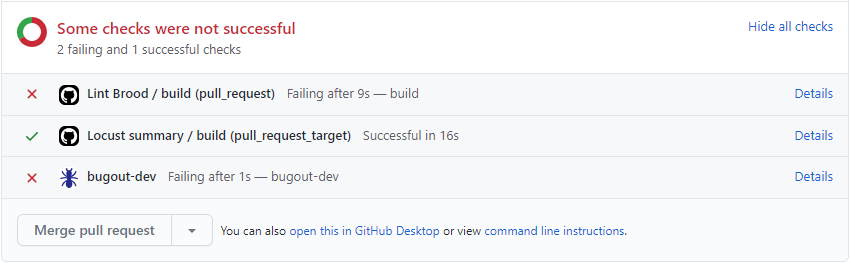 Some checks were not successful
Hide all checks
2 failing and 1 successful checks
Lint Brood / build (pull_request) Failing after 9s — build Details
Locust summary / build (pull_request_target) Successful in 16s Details
bugout-dev Failing after 1s — bugout-dev Details
Merge pull request You can also open this in GitHub Desktop or view command line instructions.